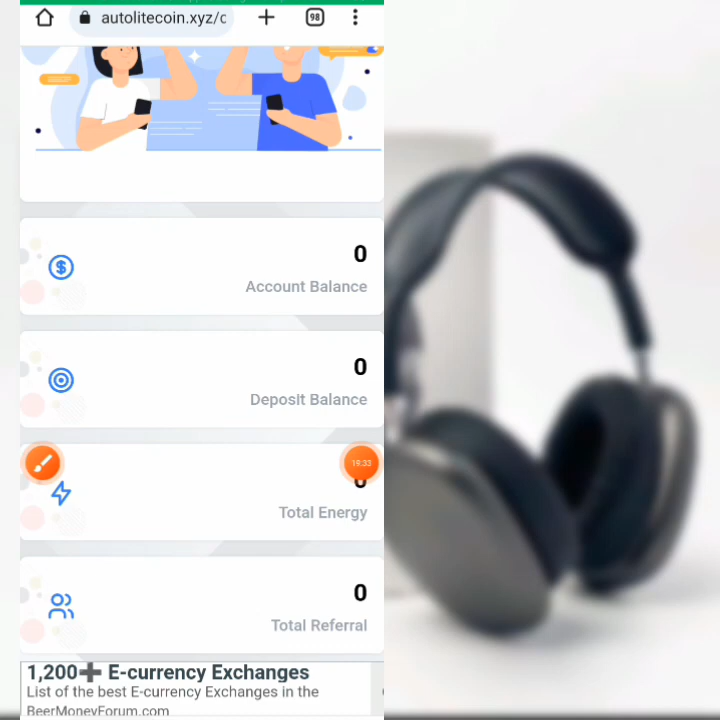 autolitecoin.xyz/c
98
0
Account Balance
0
Deposit Balance
19:33
0
Total Energy
0
Total Referral
1,200➕ E-currency Exchanges
List of the best E-currency Exchanges in the
BeerMoneyForum.com